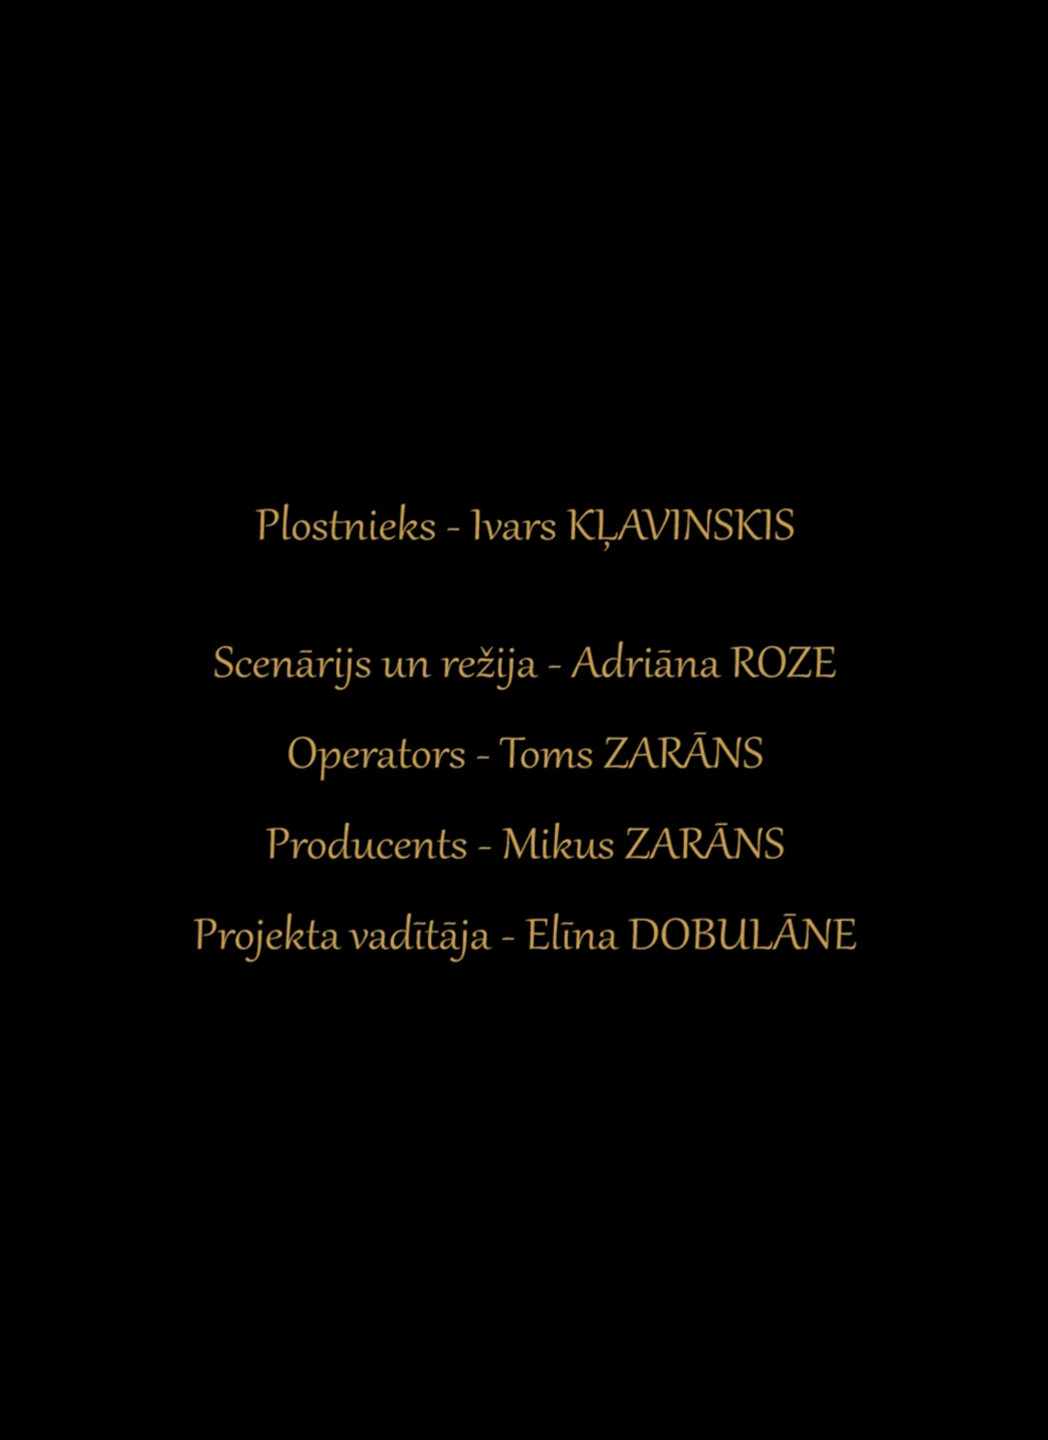 Plostnieks - Ivars KĻAVINSKIS
Scenārijs un režija - Adriāna ROZE
Operators - Toms ZARĀNS
Producents - Mikus ZARĀNS
Projekta vadītāja - Elīna DOBULĀNE